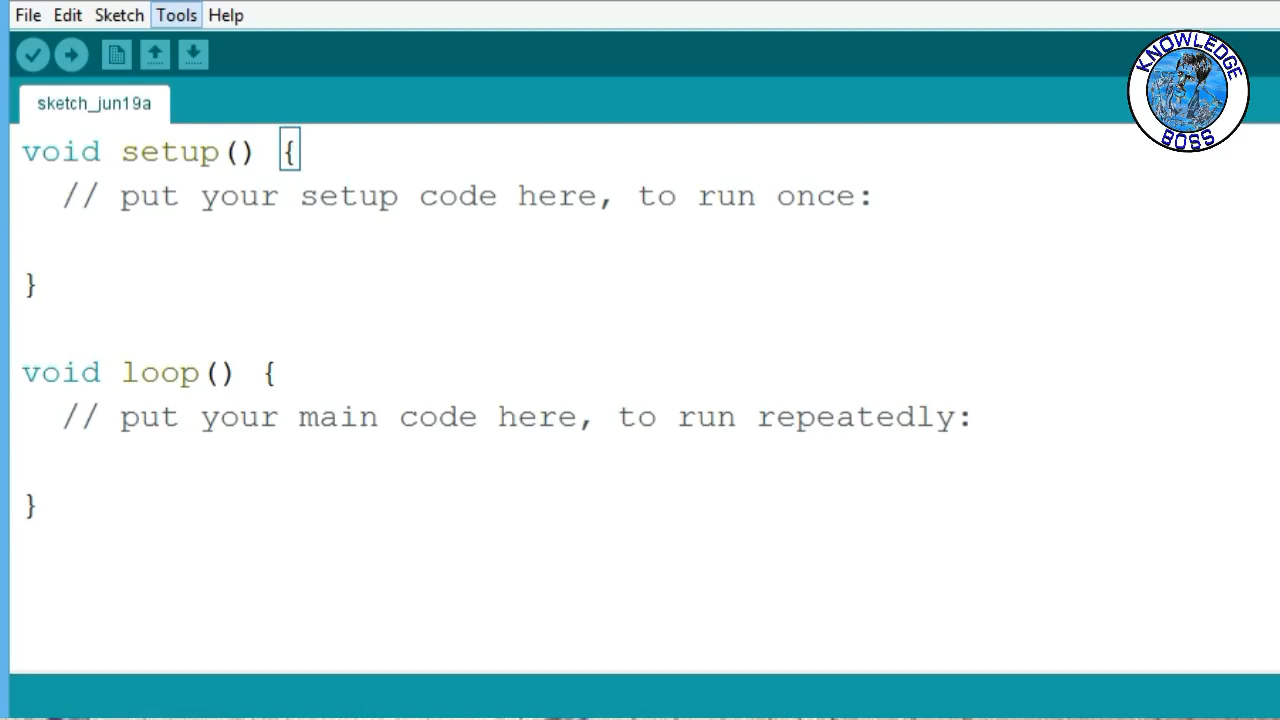 File Edit Sketch Tools Help
KNOWLEDGE
BOSS
sketch_jun19a
void setup() {
// put your setup code here, to run once:
}
void loop() {
// put your main code here, to run repeatedly:
}